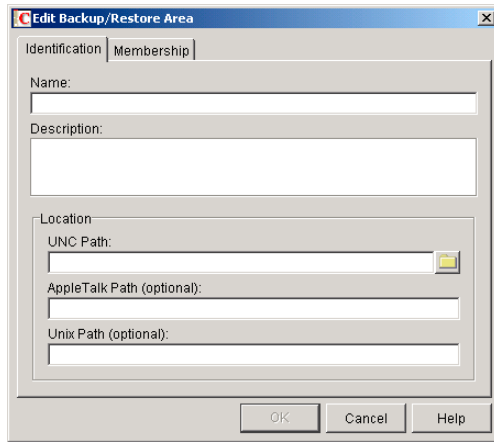 C Edit Backup/Restore Area
Identification Membership
Name:
Description:
Location
UNC Path:
AppleTalk Path (optional):
Unix Path (optional):
OK Cancel Help